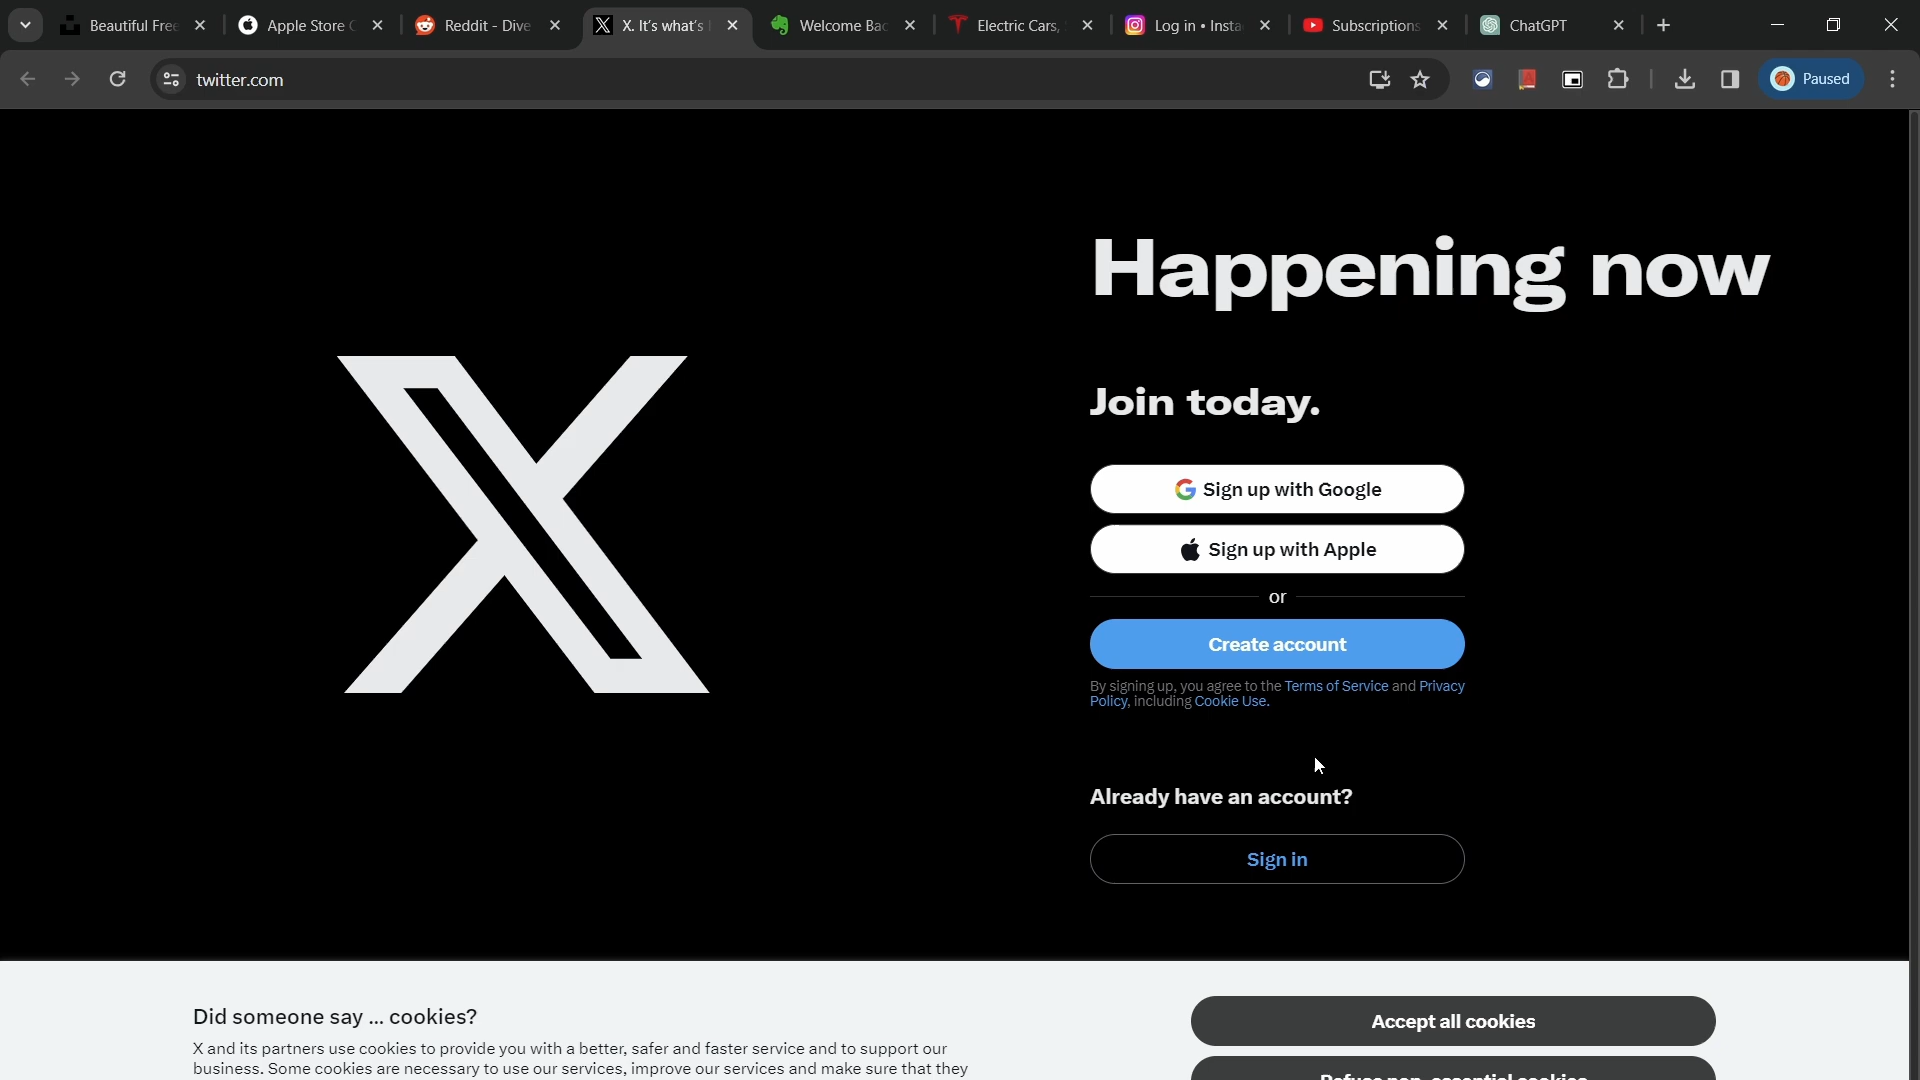 Beautiful Free
Apple Store O
Reddit - Dive
X. It's what's
Welcome Bac
Electric Cars,
Log in • Insta
Subscriptions
ChatGPT
twitter.com
Paused
Happening now
Join today.
Sign up with Google
Sign up with Apple
or
Create account
By signing up, you agree to the Terms of Service and Privacy
Policy, including Cookie Use.
Already have an account?
Sign in
Did someone say ... cookies?
X and its partners use cookies to provide you with a better, safer and faster service and to support our
business. Some cookies are necessary to use our services, improve our services and make sure that they
Accept all cookies
Refuse non-essential cookies